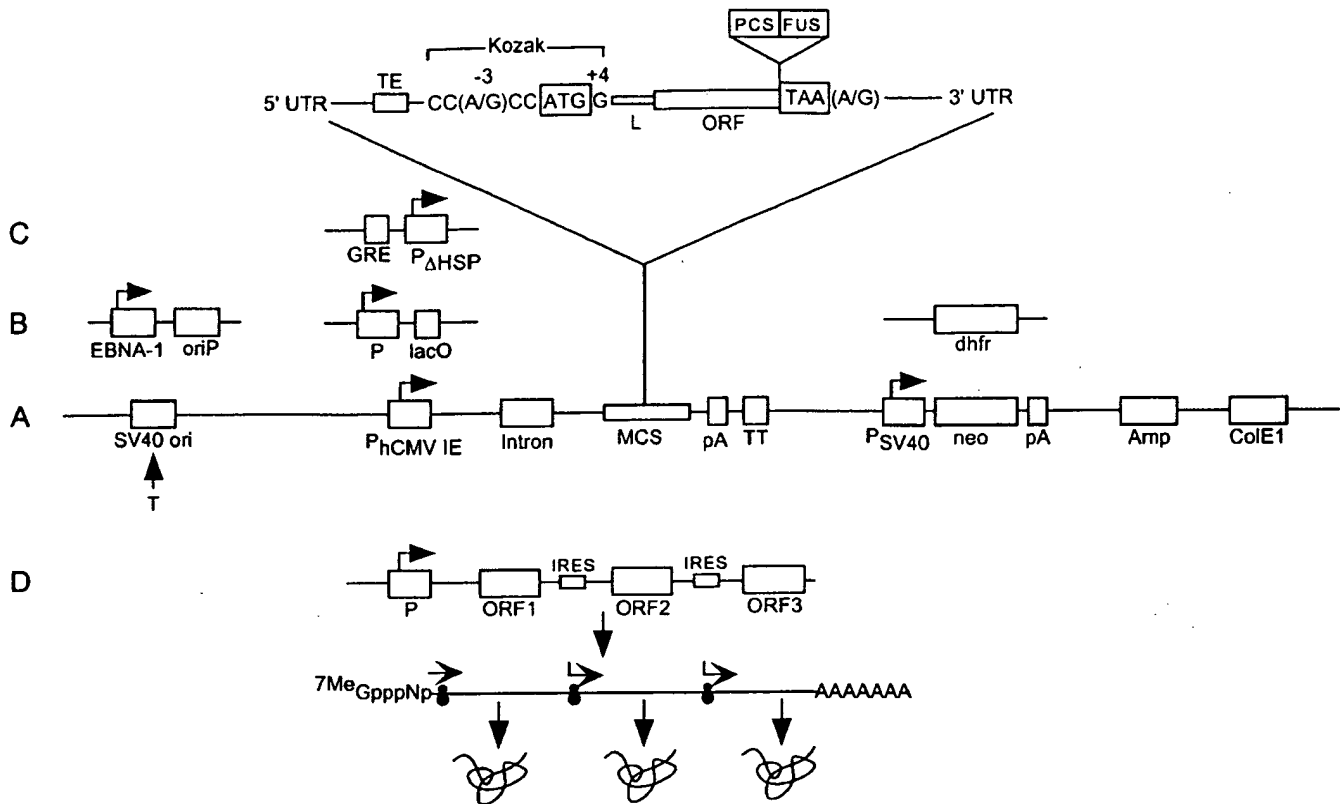 PCS FUS
Kozak
TE -3 +4
5' UTR CC(A/G)CC ATG G TAA (A/G) 3' UTR
L ORF
C
GRE PΔHSP
B
EBNA-1 oriP P lacO dhfr
A
SV40 ori PhCMV IE Intron MCS pA TT PSV40 neo pA Amp ColE1
T
D
IRES IRES
P ORF1 ORF2 ORF3
7MeGpppNp AAAAAAA